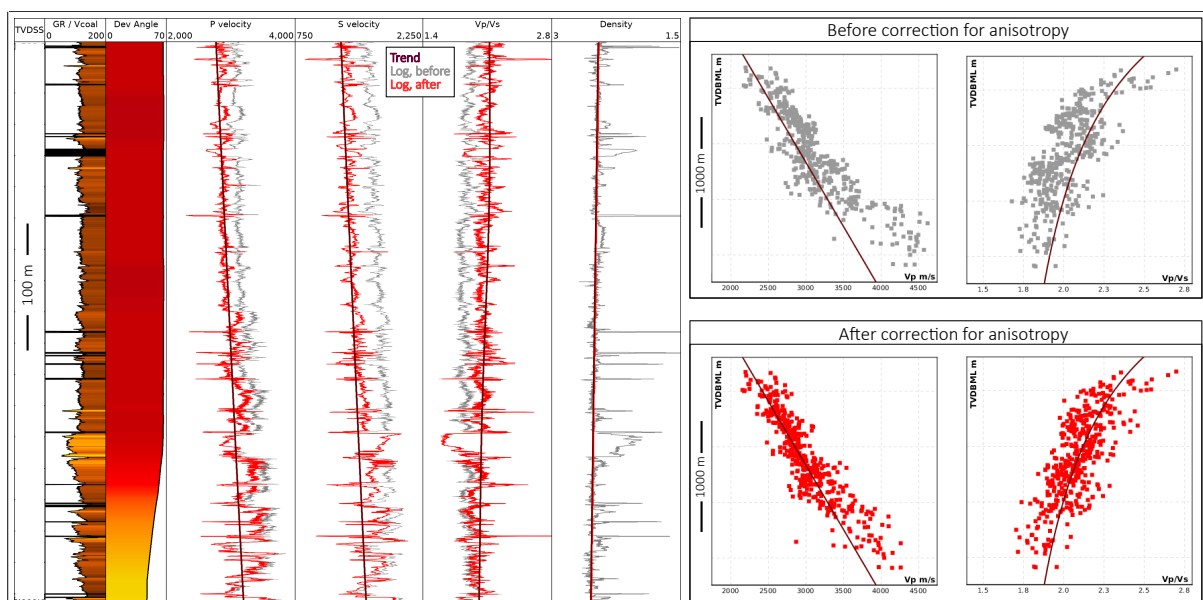 TVDSS
GR / Vcoal
0 200
Dev Angle
0 70
P velocity
2,000 4,000
S velocity
750 2,250
Vp/Vs
1.4 2.8
Density
3 1.5
Trend
Log, before
Log, after
100 m
Before correction for anisotropy
TVDBML m
1000 m
Vp m/s
2000 2500 3000 3500 4000 4500
TVDBML m
Vp/Vs
1.5 1.8 2.0 2.2 2.5 2.8
After correction for anisotropy
TVDBML m
1000 m
Vp m/s
2000 2500 3000 3500 4000 4500
TVDBML m
Vp/Vs
1.5 1.8 2.0 2.2 2.5 2.8